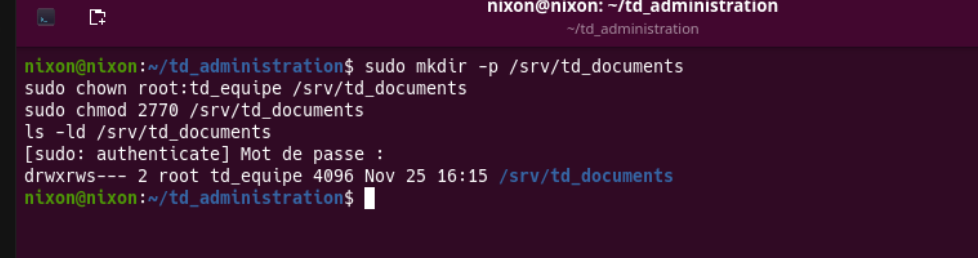 nixon@nixon: ~/td_administration
~/td_administration
nixon@nixon:~/td_administration$ sudo mkdir -p /srv/td_documents
sudo chown root:td_equipe /srv/td_documents
sudo chmod 2770 /srv/td_documents
ls -ld /srv/td_documents
[sudo: authenticate] Mot de passe :
drwxrws--- 2 root td_equipe 4096 Nov 25 16:15 /srv/td_documents
nixon@nixon:~/td_administration$